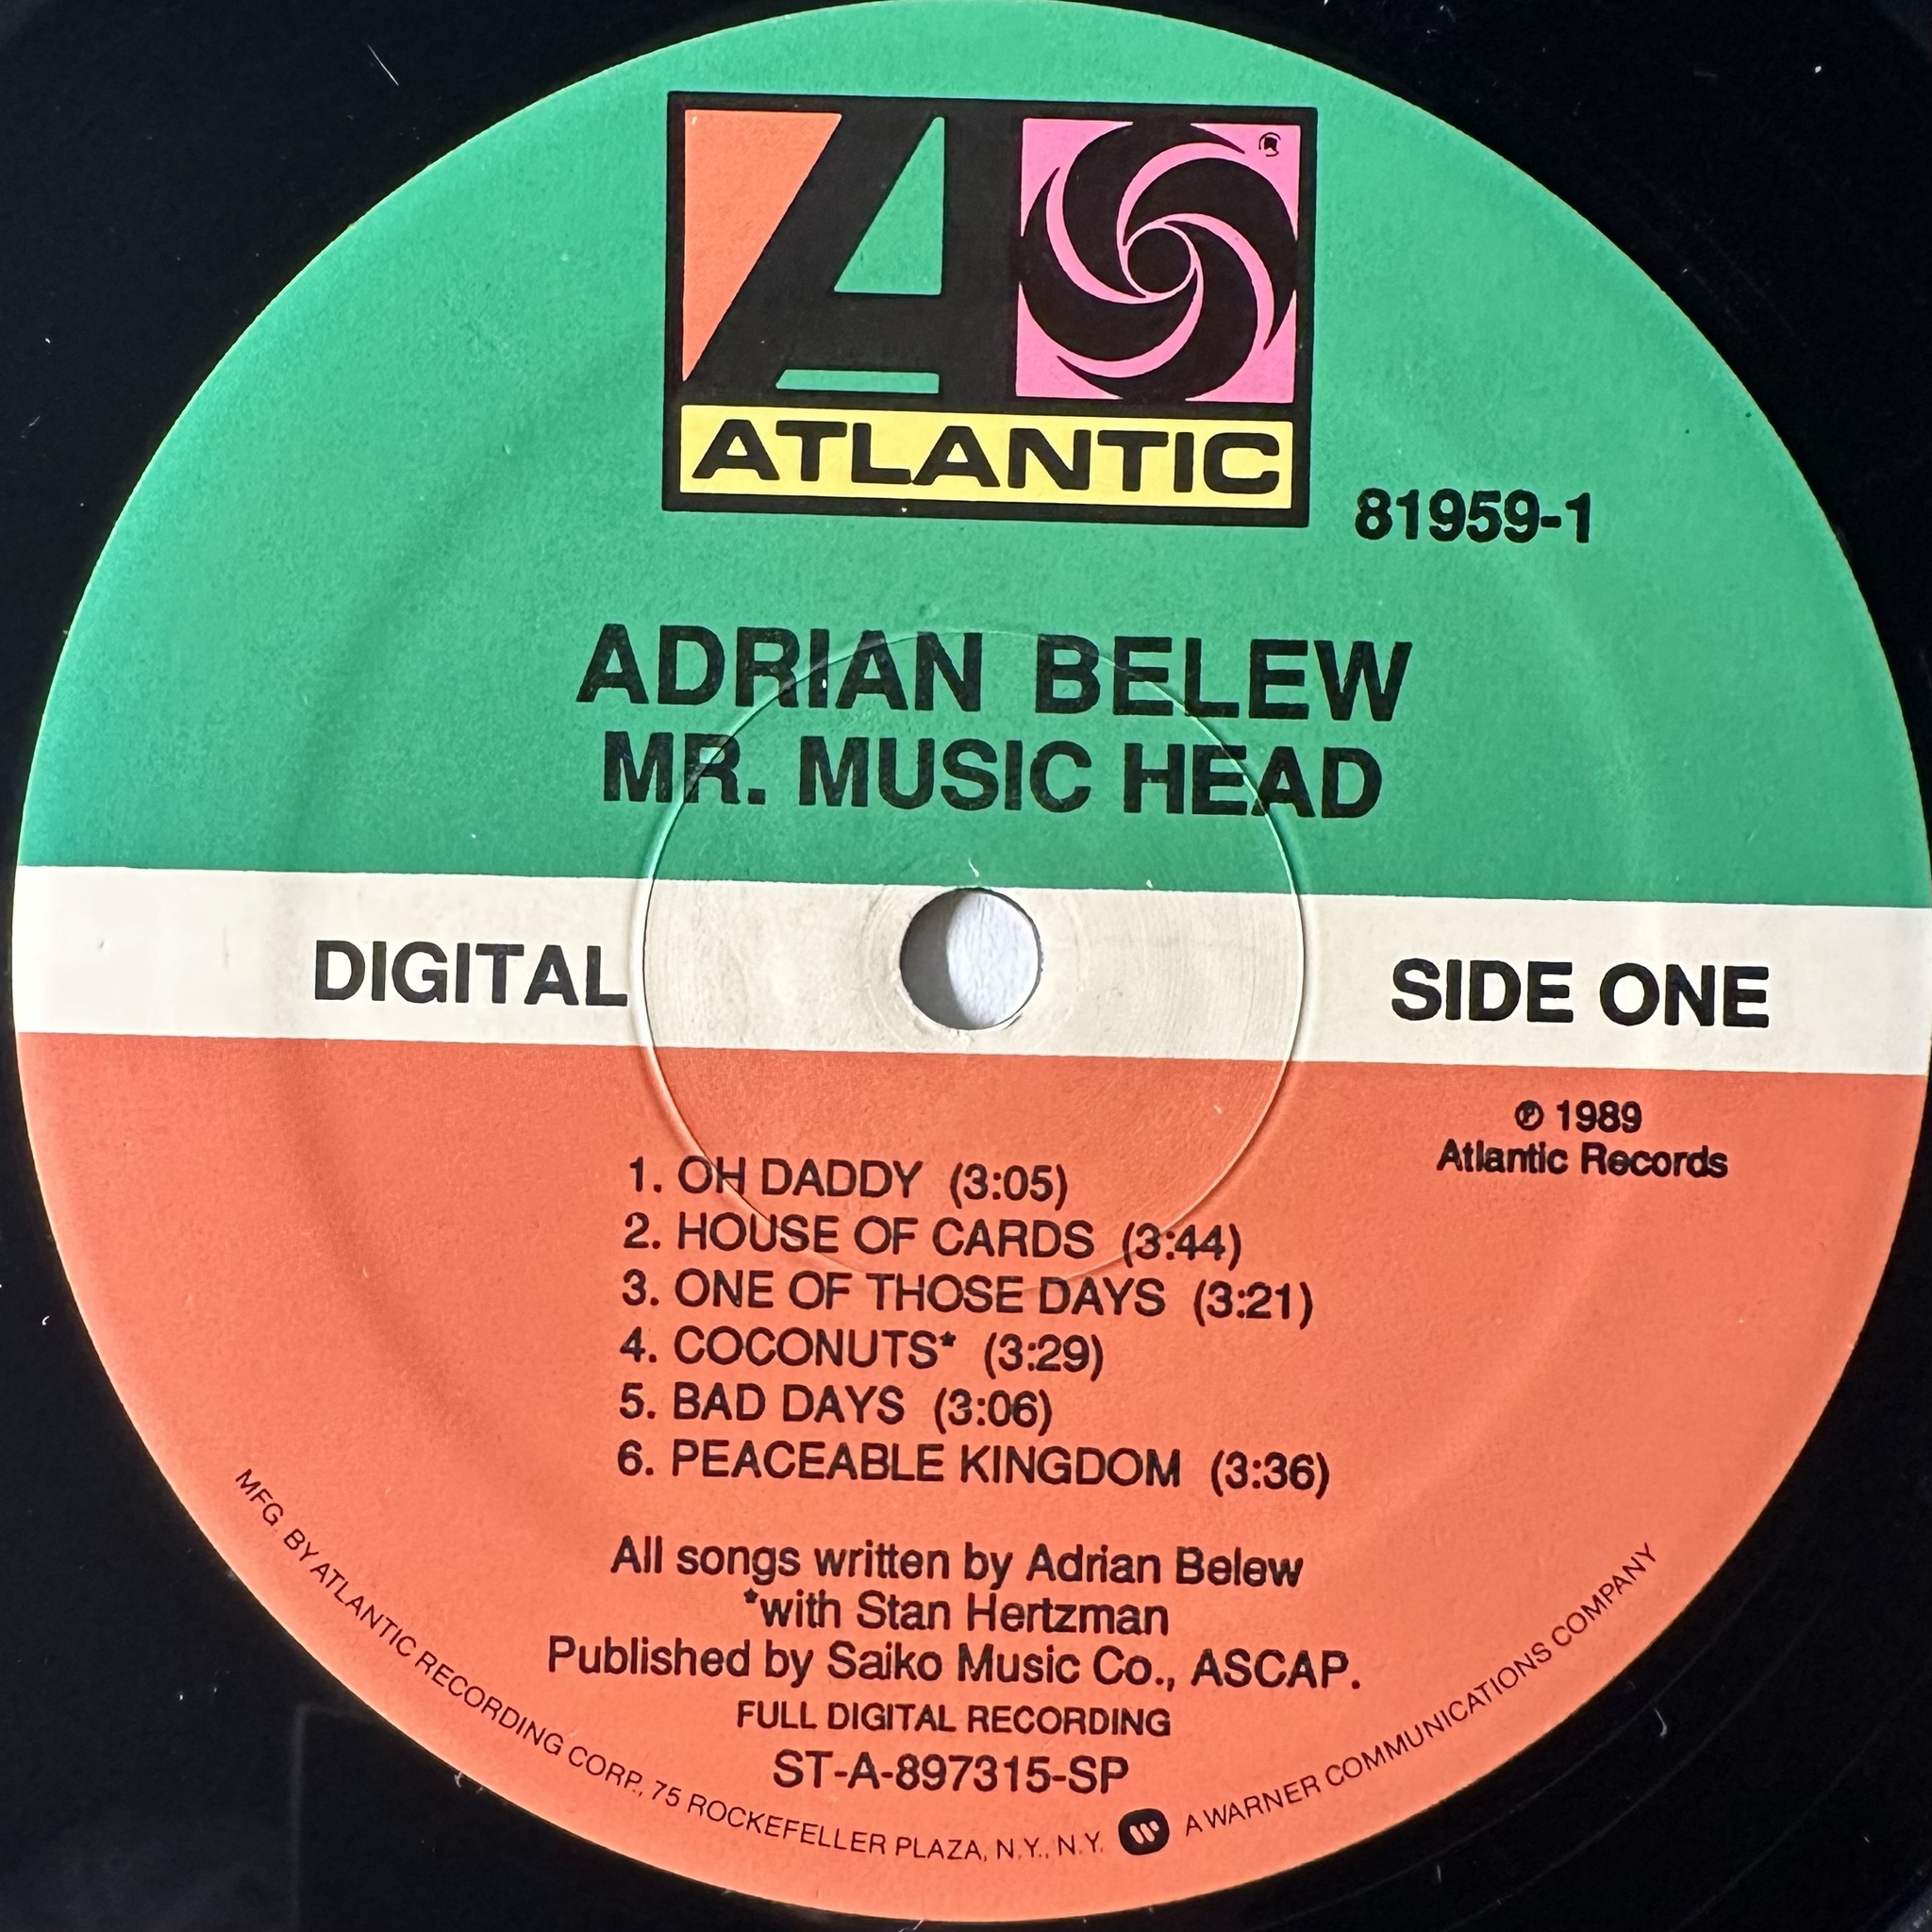 A
®
ATLANTIC
81959-1
ADRIAN BELEW
MR. MUSIC HEAD
DIGITAL
SIDE ONE
℗ 1989
Atlantic Records
1. OH DADDY (3:05)
2. HOUSE OF CARDS (3:44)
3. ONE OF THOSE DAYS (3:21)
4. COCONUTS* (3:29)
5. BAD DAYS (3:06)
6. PEACEABLE KINGDOM (3:36)
All songs written by Adrian Belew
*with Stan Hertzman
Published by Saiko Music Co., ASCAP.
FULL DIGITAL RECORDING
ST-A-897315-SP
MFG. BY ATLANTIC RECORDING CORP., 75 ROCKEFELLER PLAZA, N.Y., N.Y. A WARNER COMMUNICATIONS COMPANY